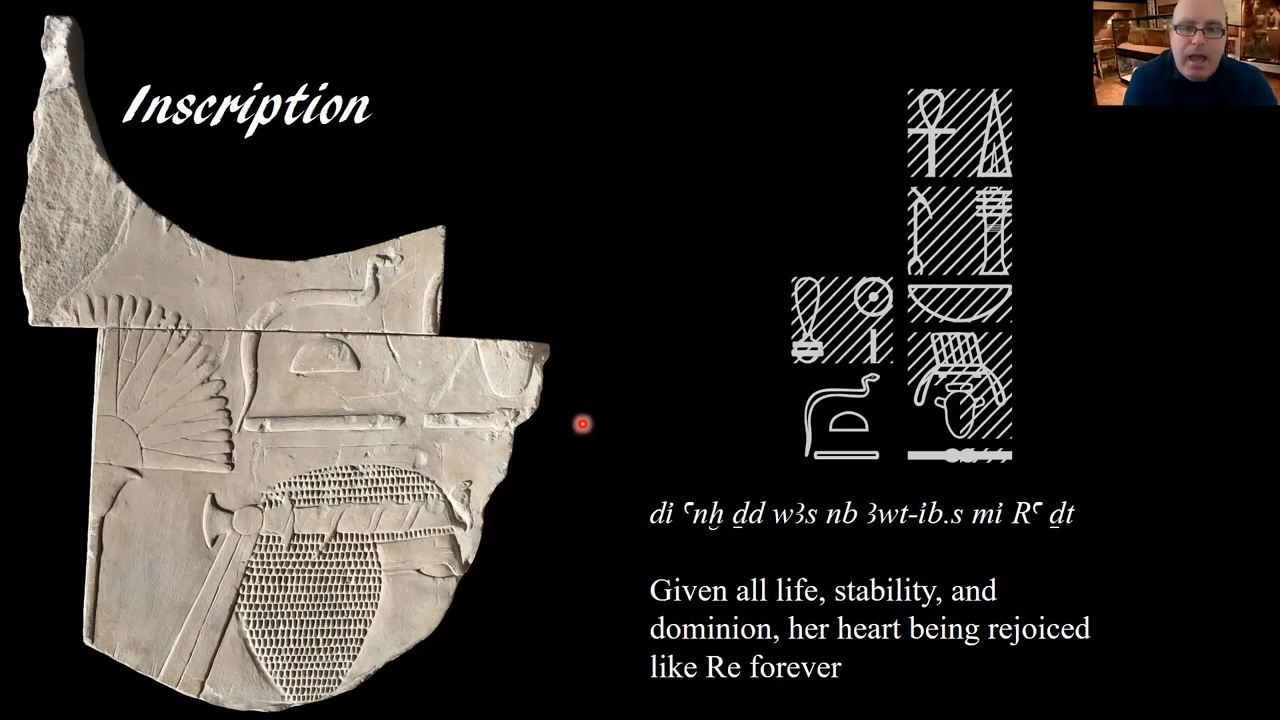 Inscription
di ꜥnḫ ḏd wꜣs nb ꜣwt-ib.s mi Rꜥ ḏt
Given all life, stability, and
dominion, her heart being rejoiced
like Re forever